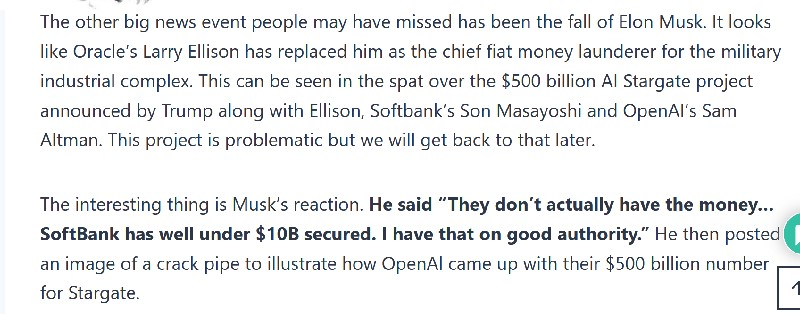 The other big news event people may have missed has been the fall of Elon Musk. It looks
like Oracle’s Larry Ellison has replaced him as the chief fiat money launderer for the military
industrial complex. This can be seen in the spat over the $500 billion AI Stargate project
announced by Trump along with Ellison, Softbank’s Son Masayoshi and OpenAI’s Sam
Altman. This project is problematic but we will get back to that later.
The interesting thing is Musk’s reaction. He said “They don’t actually have the money...
SoftBank has well under $10B secured. I have that on good authority.” He then posted
an image of a crack pipe to illustrate how OpenAI came up with their $500 billion number
for Stargate.